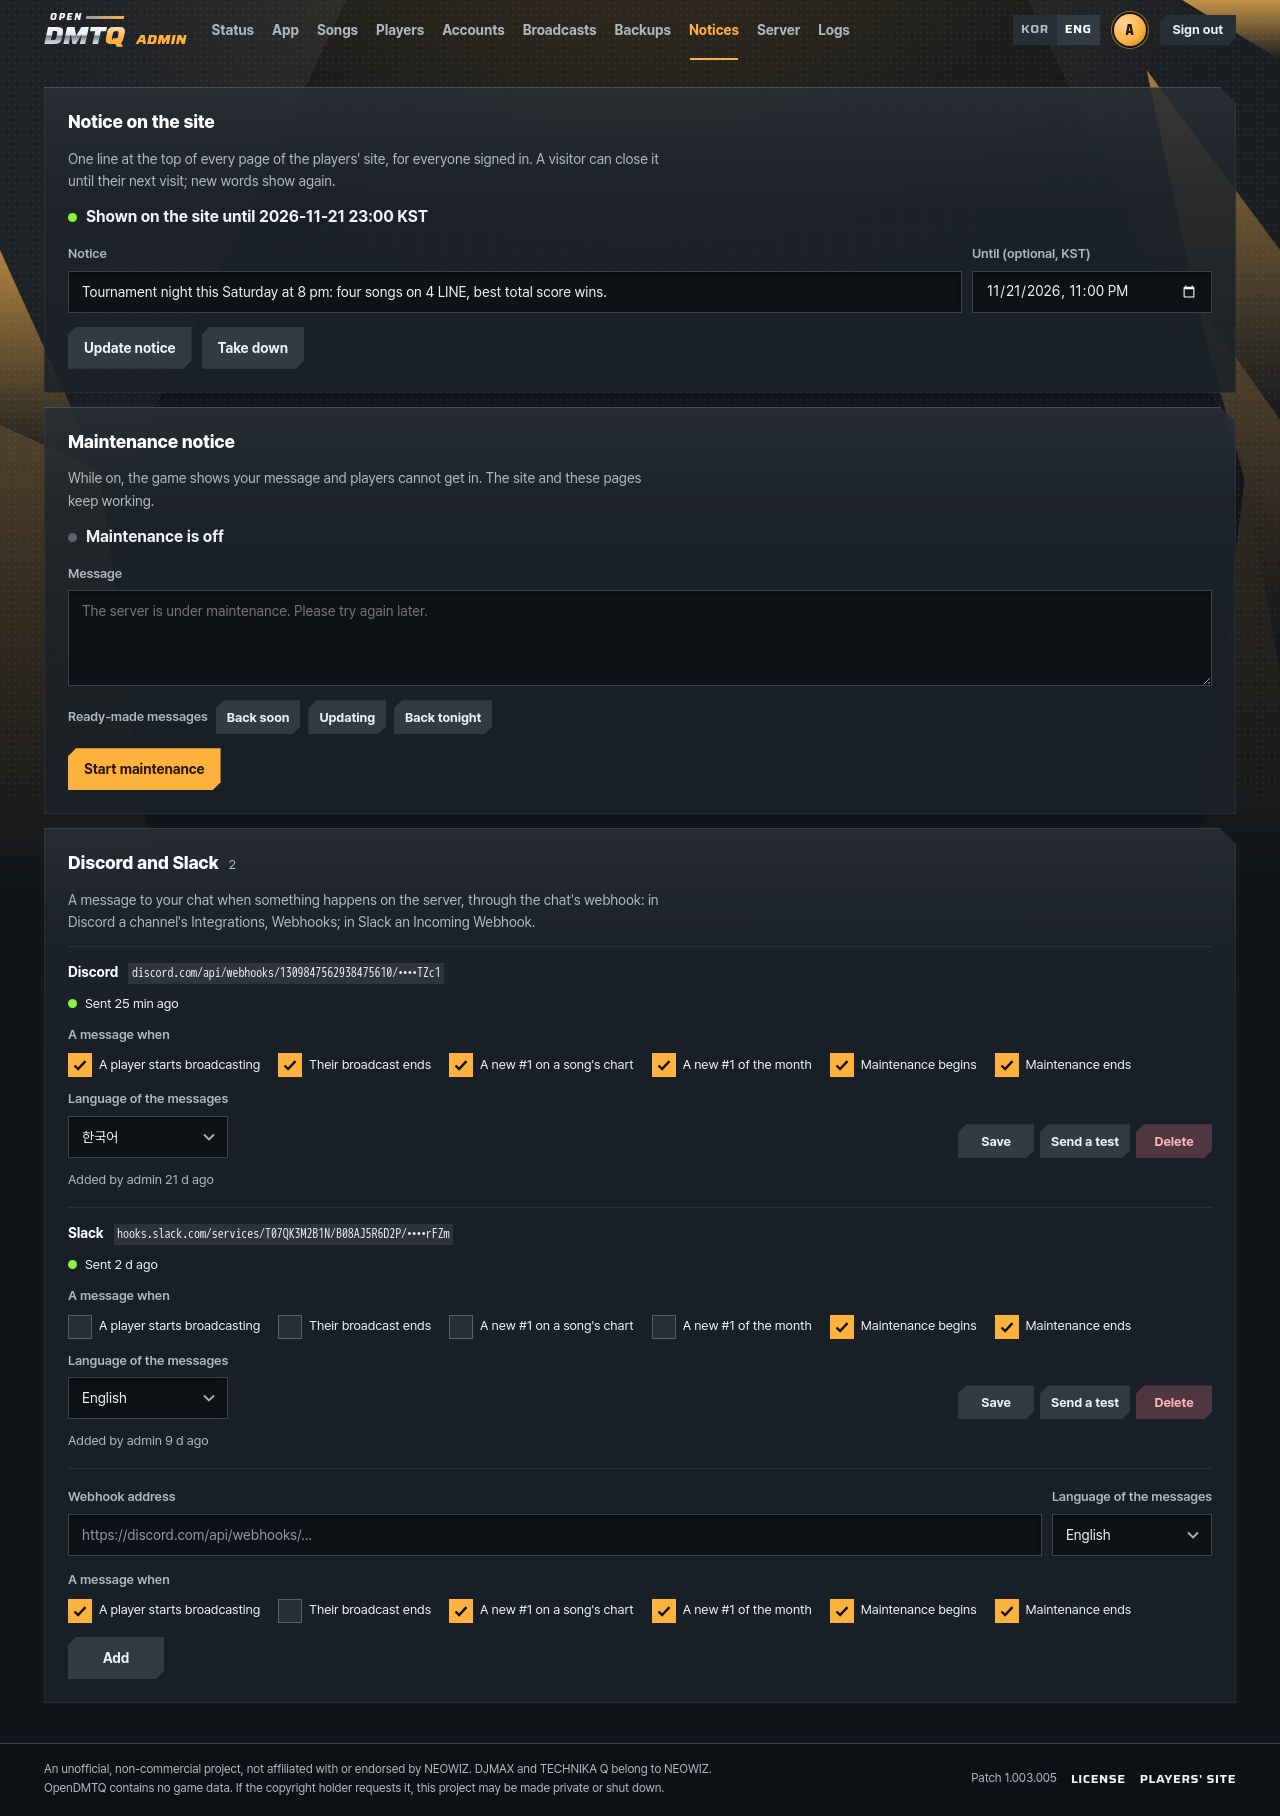 OPEN
DMTQ ADMIN
Status App Songs Players Accounts Broadcasts Backups Notices Server Logs
KOR ENG A Sign out
Notice on the site
One line at the top of every page of the players' site, for everyone signed in. A visitor can close it
until their next visit; new words show again.
Shown on the site until 2026-11-21 23:00 KST
Notice Until (optional, KST)
Tournament night this Saturday at 8 pm: four songs on 4 LINE, best total score wins. 11/21/2026, 11:00 PM
Update notice Take down
Maintenance notice
While on, the game shows your message and players cannot get in. The site and these pages
keep working.
Maintenance is off
Message
The server is under maintenance. Please try again later.
Ready-made messages Back soon Updating Back tonight
Start maintenance
Discord and Slack 2
A message to your chat when something happens on the server, through the chat's webhook: in
Discord a channel's Integrations, Webhooks; in Slack an Incoming Webhook.
Discord discord.com/api/webhooks/1309847562938475610/••••TZc1
Sent 25 min ago
A message when
A player starts broadcasting Their broadcast ends A new #1 on a song's chart A new #1 of the month Maintenance begins Maintenance ends
Language of the messages
한국어 Save Send a test Delete
Added by admin 21 d ago
Slack hooks.slack.com/services/T07QK3M2B1N/B08AJ5R6D2P/••••rFZm
Sent 2 d ago
A message when
A player starts broadcasting Their broadcast ends A new #1 on a song's chart A new #1 of the month Maintenance begins Maintenance ends
Language of the messages
English Save Send a test Delete
Added by admin 9 d ago
Webhook address Language of the messages
https://discord.com/api/webhooks/... English
A message when
A player starts broadcasting Their broadcast ends A new #1 on a song's chart A new #1 of the month Maintenance begins Maintenance ends
Add
An unofficial, non-commercial project, not affiliated with or endorsed by NEOWIZ. DJMAX and TECHNIKA Q belong to NEOWIZ.
OpenDMTQ contains no game data. If the copyright holder requests it, this project may be made private or shut down.
Patch 1.003.005 LICENSE PLAYERS' SITE